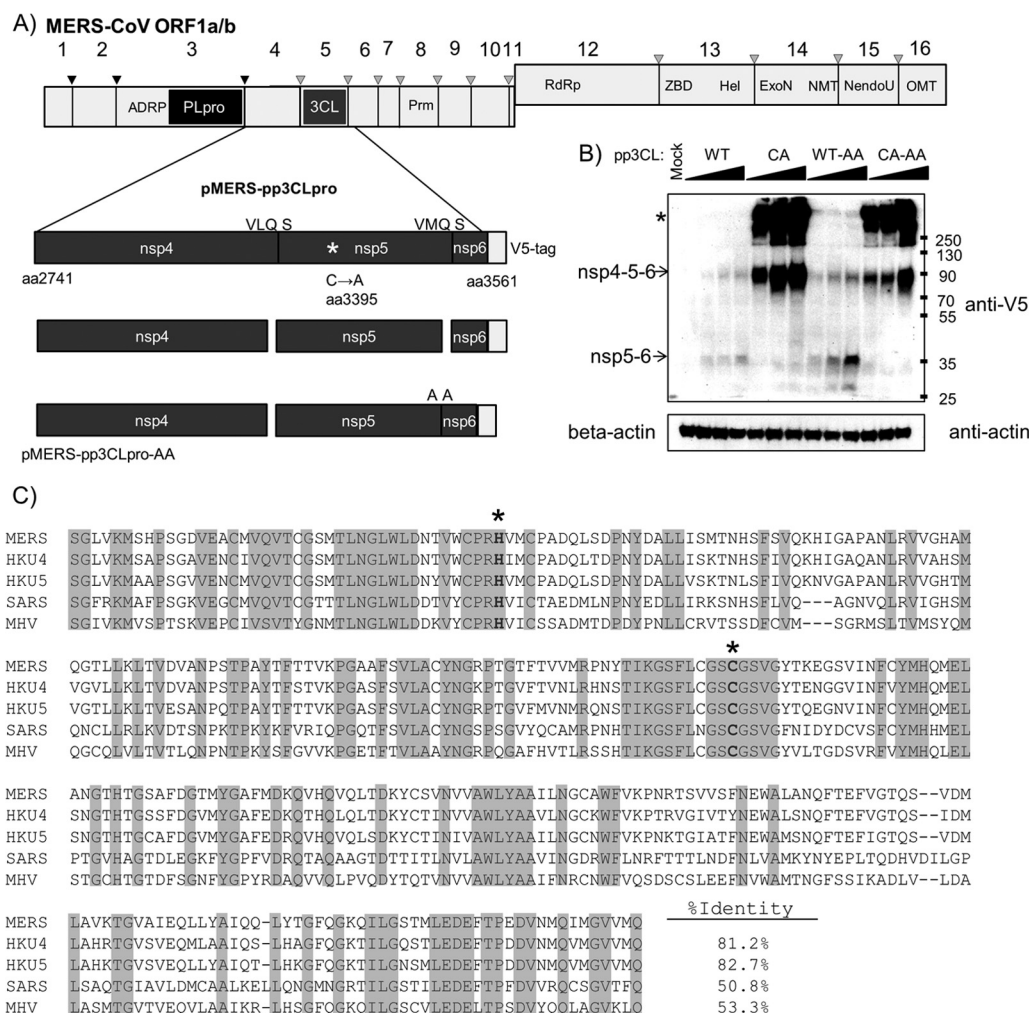 A) MERS-CoV ORF1a/b
1 2 3 4 5 6 7 8 9 10 11 12 13 14 15 16
ADRP PLpro 3CL Prm RdRp ZBD Hel ExoN NMT NendoU OMT
pMERS-pp3CLpro
VLQ S VMQ S
nsp4 * nsp5 nsp6 V5-tag
aa2741 C→A aa3561
aa3395
nsp4 nsp5 nsp6
A A
nsp4 nsp5 nsp6
pMERS-pp3CLpro-AA
B) pp3CL: Mock WT CA WT-AA CA-AA
*
nsp4-5-6
nsp5-6
250
130
90
70
55
35
25
anti-V5
beta-actin anti-actin
C)
*
MERS SGLVKMSHPSGDVEACMVQVTCGSMTLNGLWLDNTVWCPRHVMCPADQLSDPNYDALLISMTNHSFSVQKHIGAPANLRVVGHAM
HKU4 SGLVKMSAPSGAVENCIVQVTCGSMTLNGLWLDNTVWCPRHIMCPADQLTDPNYDALLISKTNHSFIVQKHIGAQANLRVVAHSM
HKU5 SGLVKMAAPSGVVENCMVQVTCGSMTLNGLWLDNYVWCPRHVMCPADQLSDPNYDALLVSKTNLSFIVQKNVGAPANLRVVGHTM
SARS SGFRKMAFPSGKVEGCMVQVTCGTTTLNGLWLDDTVYCPRHVICTAEDMLNPNYEDLLIRKSNHSFLVQ---AGNVQLRVIGHSM
MHV SGIVKMVSPTSKVEPCIVSVTYGNMTLNGLWLDDKVYCPRHVICSSADMTDPDYPNLLCRVTSSDFCVM---SGRMSLTVMSYQM
*
MERS QGTLLKLTVDVANPSTPAYTFTTVKPGAAFSVLACYNGRPTGTFTVVMRPNYTIKGSFLCGSCGSVGYTKEGSVINFCYMHQMEL
HKU4 VGVLLKLTVDVANPSTPAYTFSTVKPGASFSVLACYNGKPTGVFTVNLRHNSTIKGSFLCGSCGSVGYTENGGVINFVYMHQMEL
HKU5 VGTLLKLTVESANPQTPAYTFTTVKPGASFSVLACYNGRPTGVFMVNMRQNSTIKGSFLCGSCGSVGYTQEGNVINFCYMHQMEL
SARS QNCLLRLKVDTSNPKTPKYKFVRIQPGQTFSVLACYNGSPSGVYQCAMRPNHTIKGSFLCGSCGSVGFNIDYDCVSFCYMHHMEL
MHV QGCQLVLTVTLQNPNTPKYSFGVVKPGETFTVLAAYNGRPQGAFHVTLRSSHTIKGSFLCGSCGSVGYVLTGDSVRFVYMHQLEL
MERS ANGTHTGSAFDGTMYGAFMDKQVHQVQLTDKYCSVNVVAWLYAAILNGCAWFVKPNRTSVVSFNEWALANQFTEFVGTQS--VDM
HKU4 SNGTHTGSSFDGVMYGAFEDKQTHQLQLTDKYCTINVVAWLYAAVLNGCKWFVKPTRVGIVTYNEWALSNQFTEFVGTQS--IDM
HKU5 SNGTHTGCAFDGVMYGAFEDRQVHQVQLSDKYCTINIVAWLYAAILNGCNWFVKPNKTGIATFNEWAMSNQFTEFIGTQS--VDM
SARS PTGVHAGTDLEGKFYGPFVDRQTAQAAGTDTTITLNVLAWLYAAVINGDRWFLNRFTTTLNDFNLVAMKYNYEPLTQDHVDILGP
MHV STGCHTGTDFSGNFYGPYRDAQVVQLPVQDYTQTVNVVAWLYAAIFNRCNWFVQSDSCSLEEFNVWAMTNGFSSIKADLV--LDA
MERS LAVKTGVAIEQLLYAIQQ-LYTGFQGKQILGSTMLEDEFTPEDVNMQIMGVVMQ
HKU4 LAHRTGVSVEQMLAAIQS-LHAGFQGKTILGQSTLEDEFTPDDVNMQVMGVVMQ
HKU5 LAHKTGVSVEQLLYAIQT-LHKGFQGKTILGNSMLEDEFTPDDVNMQVMGVVMQ
SARS LSAQTGIAVLDMCAALKELLQNGMNGRTILGSTILEDEFTPFDVVRQCSGVTFQ
MHV LASMTGVTVEQVLAAIKR-LHSGFQGKQILGSCVLEDELTPSDVYQQLAGVKLQ
%Identity
81.2%
82.7%
50.8%
53.3%